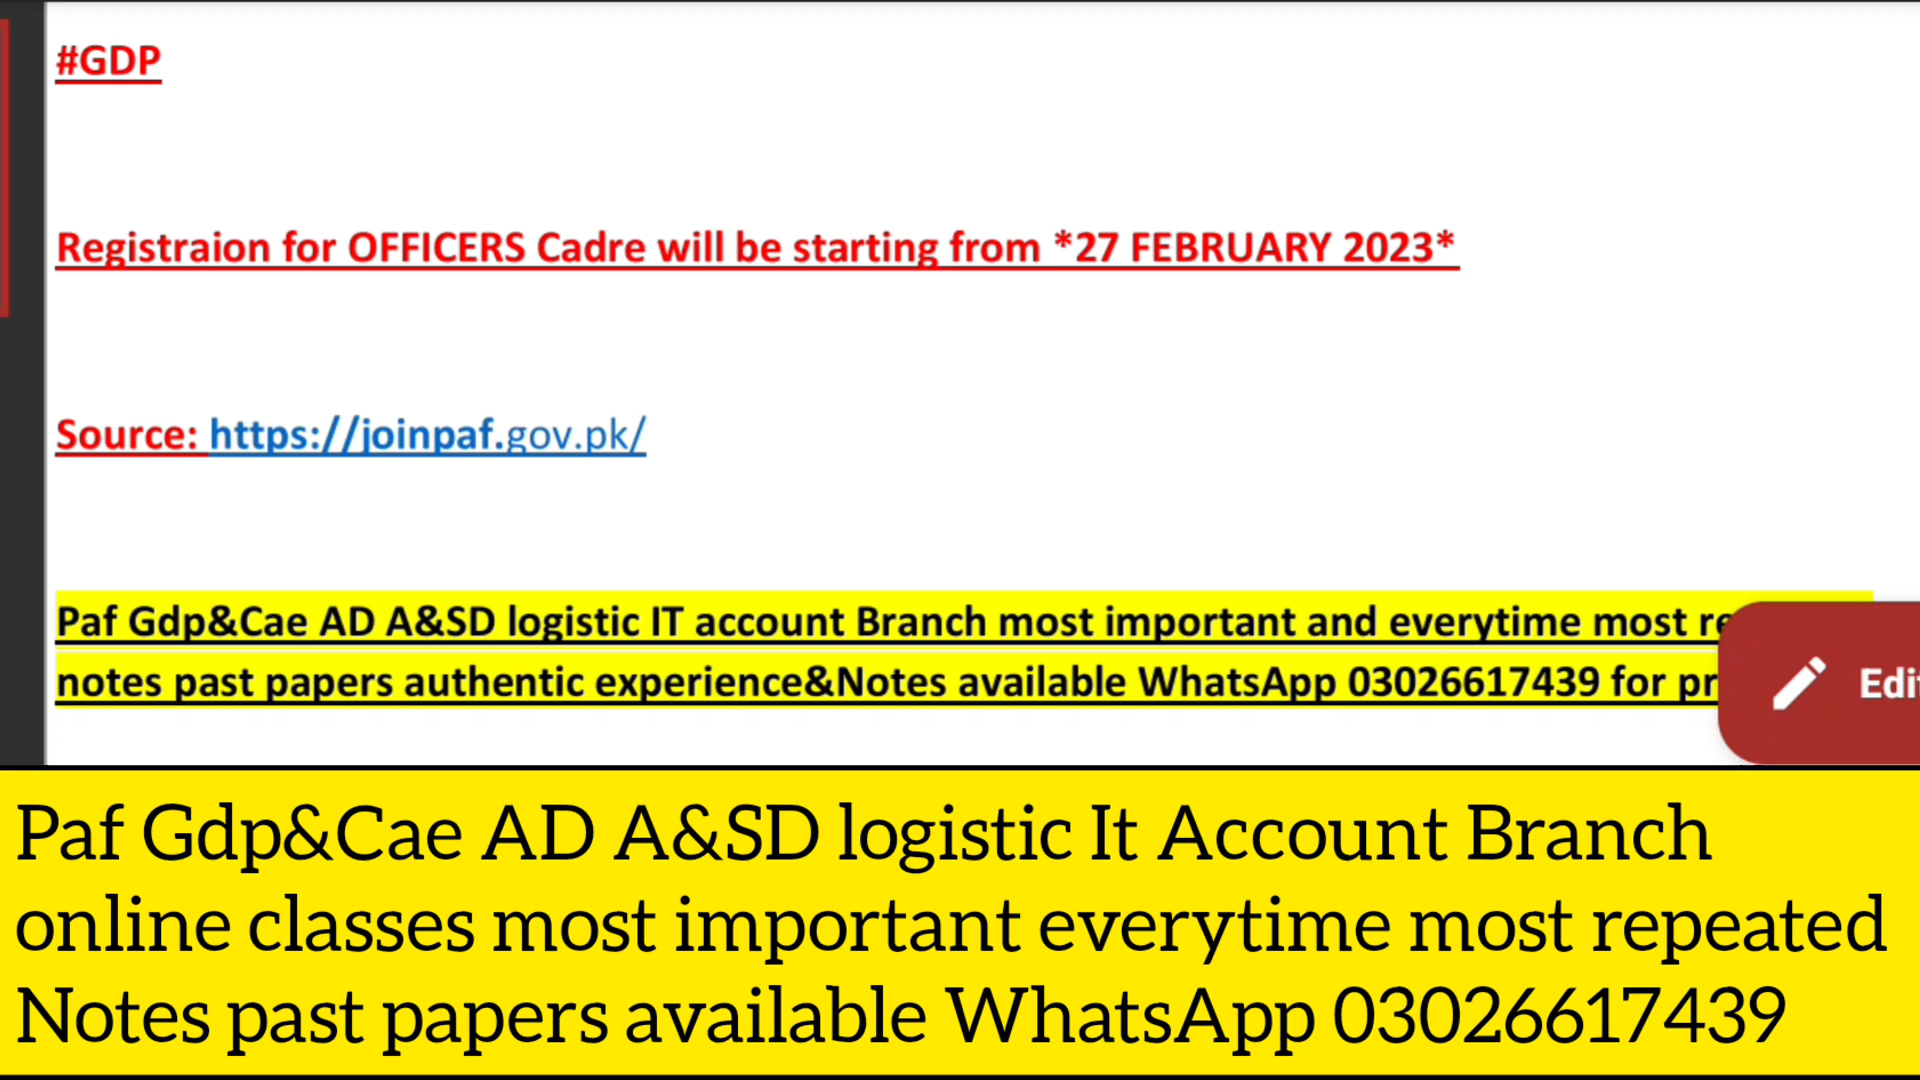 #GDP
Registraion for OFFICERS Cadre will be starting from *27 FEBRUARY 2023*
Source: https://joinpaf.gov.pk/
Paf Gdp&Cae AD A&SD logistic IT account Branch most important and everytime most
notes past papers authentic experience&Notes available WhatsApp 03026617439 for
Paf Gdp&Cae AD A&SD logistic It Account Branch
online classes most important everytime most repeated
Notes past papers available WhatsApp 03026617439